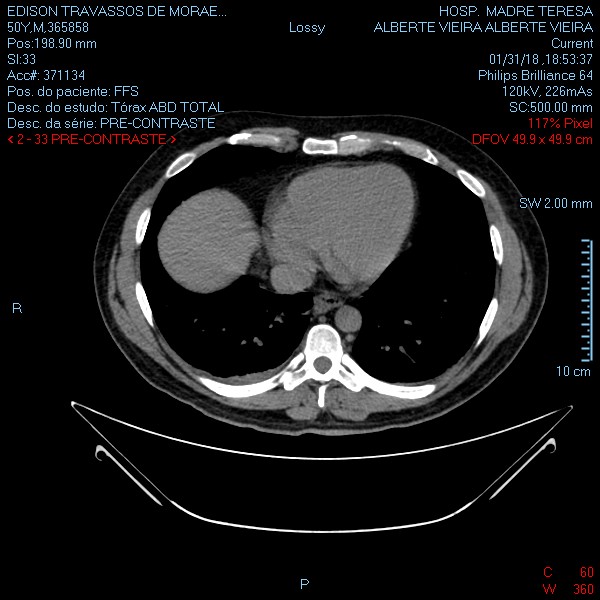 EDISON TRAVASSOS DE MORAE...
50Y,M,365858
Pos:198.90 mm
SI:33
Acc#: 371134
Pos. do paciente: FFS
Desc. do estudo: Tórax ABD TOTAL
Desc. da série: PRE-CONTRASTE
< 2 - 33 PRE-CONTRASTE >
Lossy
HOSP. MADRE TERESA
ALBERTE VIEIRA ALBERTE VIEIRA
Current
01/31/18 ,18:53:37
Philips Brilliance 64
120kV, 226mAs
SC:500.00 mm
117% Pixel
DFOV 49.9 x 49.9 cm
SW 2.00 mm
R
10 cm
P
C 60
W 360